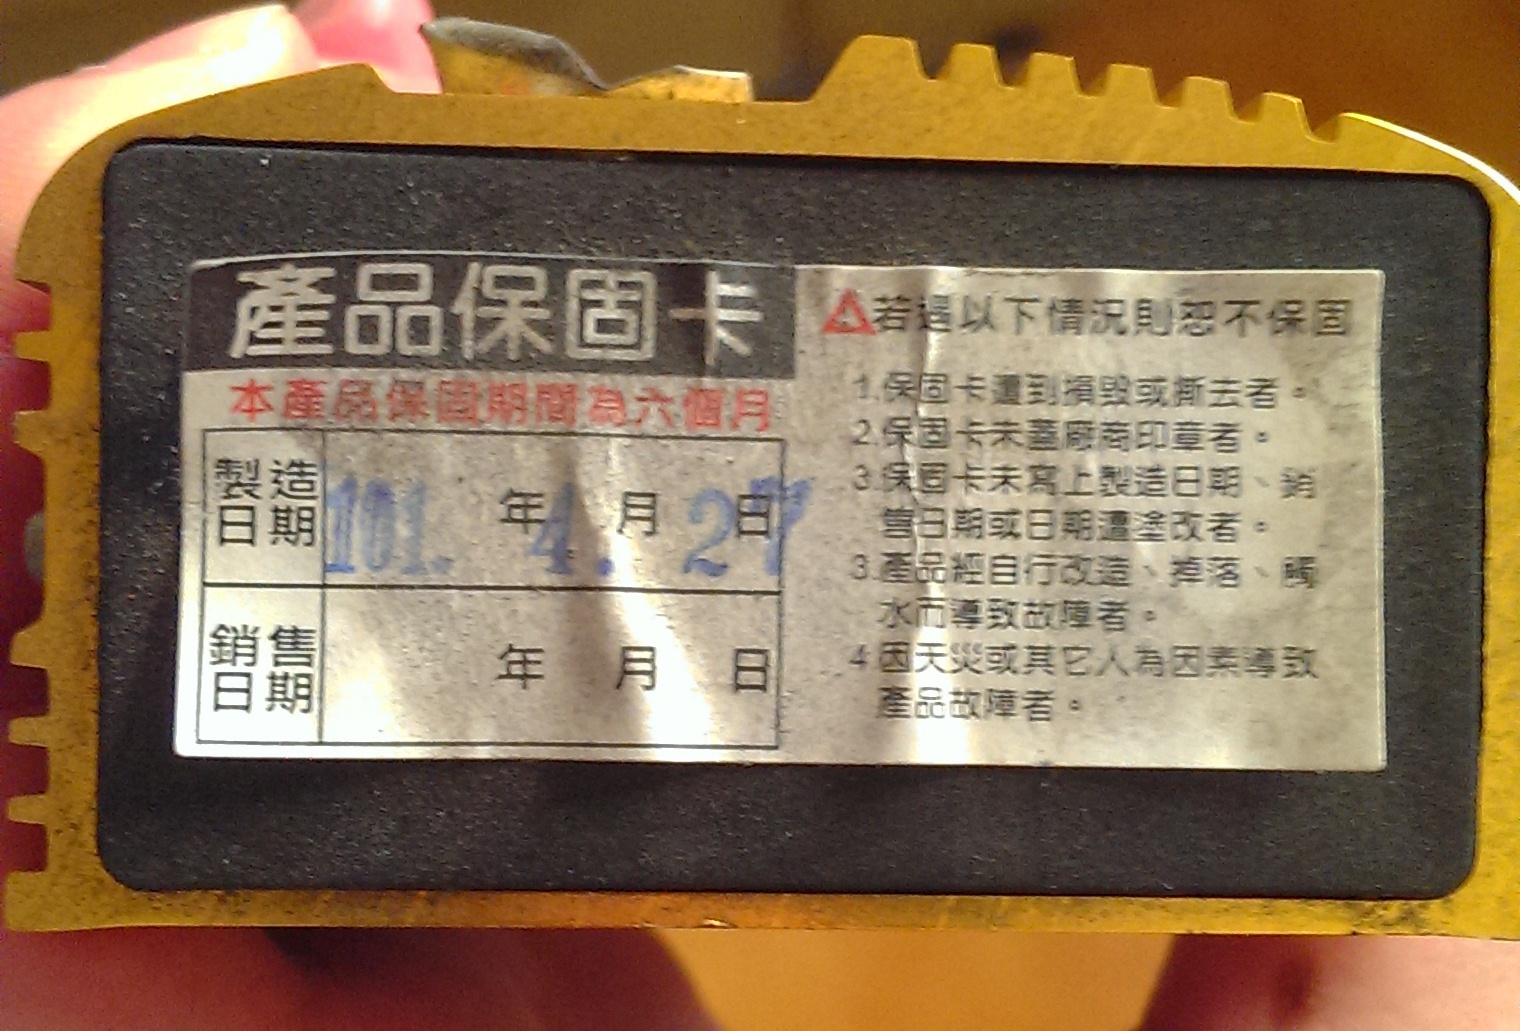 產品保固卡
本產品保固期間為六個月
製造日期 101. 年 4. 月 27 日
銷售日期 年 月 日
若遇以下情況則恕不保固
1.保固卡遭到損毀或撕去者。
2.保固卡未蓋廠商印章者。
3.保固卡未寫上製造日期、銷
售日期或日期遭塗改者。
3.產品經自行改造、掉落、觸
水而導致故障者。
4.因天災或其它人為因素導致
產品故障者。